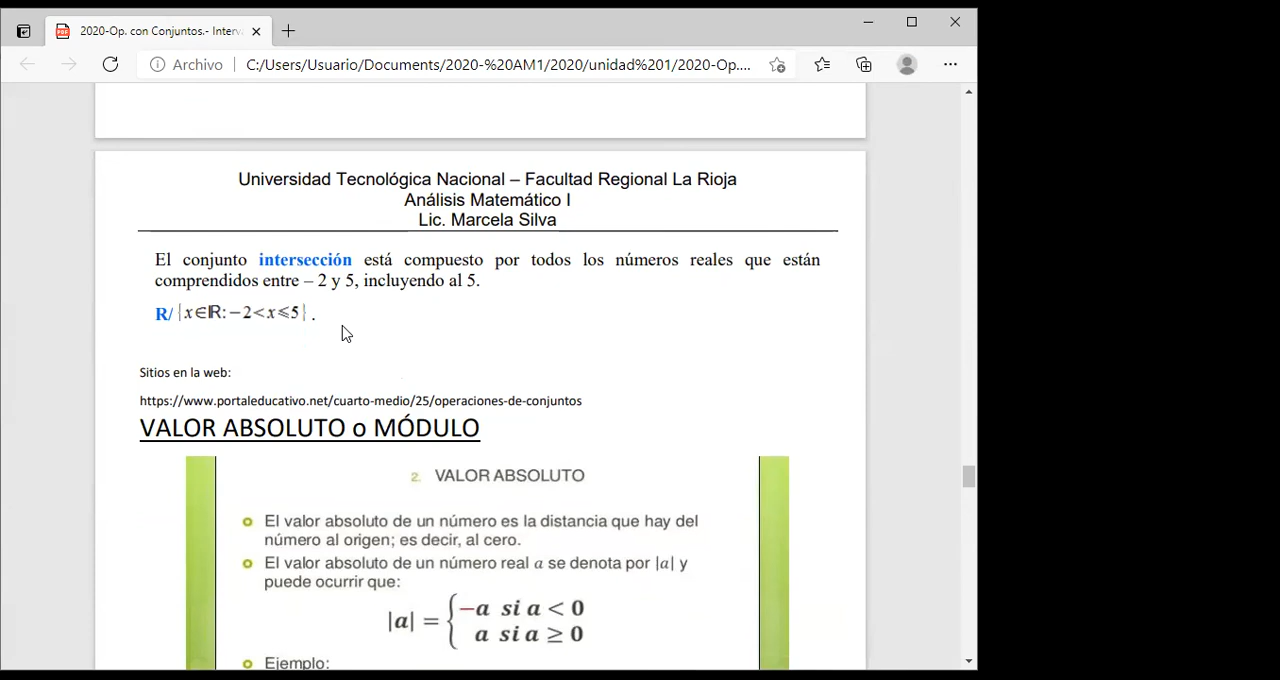 2020-Op. con Conjuntos.- Interv
Archivo
C:/Users/Usuario/Documents/2020-%20AM1/2020/unidad%201/2020-Op....
Universidad Tecnológica Nacional – Facultad Regional La Rioja
Análisis Matemático I
Lic. Marcela Silva
El conjunto intersección está compuesto por todos los números reales que están
comprendidos entre – 2 y 5, incluyendo al 5.
R/ {x∈ℝ:−2<x⩽5} .
Sitios en la web:
https://www.portaleducativo.net/cuarto-medio/25/operaciones-de-conjuntos
VALOR ABSOLUTO o MÓDULO
2. VALOR ABSOLUTO
El valor absoluto de un número es la distancia que hay del
número al origen; es decir, al cero.
El valor absoluto de un número real a se denota por |a| y
puede ocurrir que:
|a| = { −a si a < 0
a si a ≥ 0
Ejemplo: